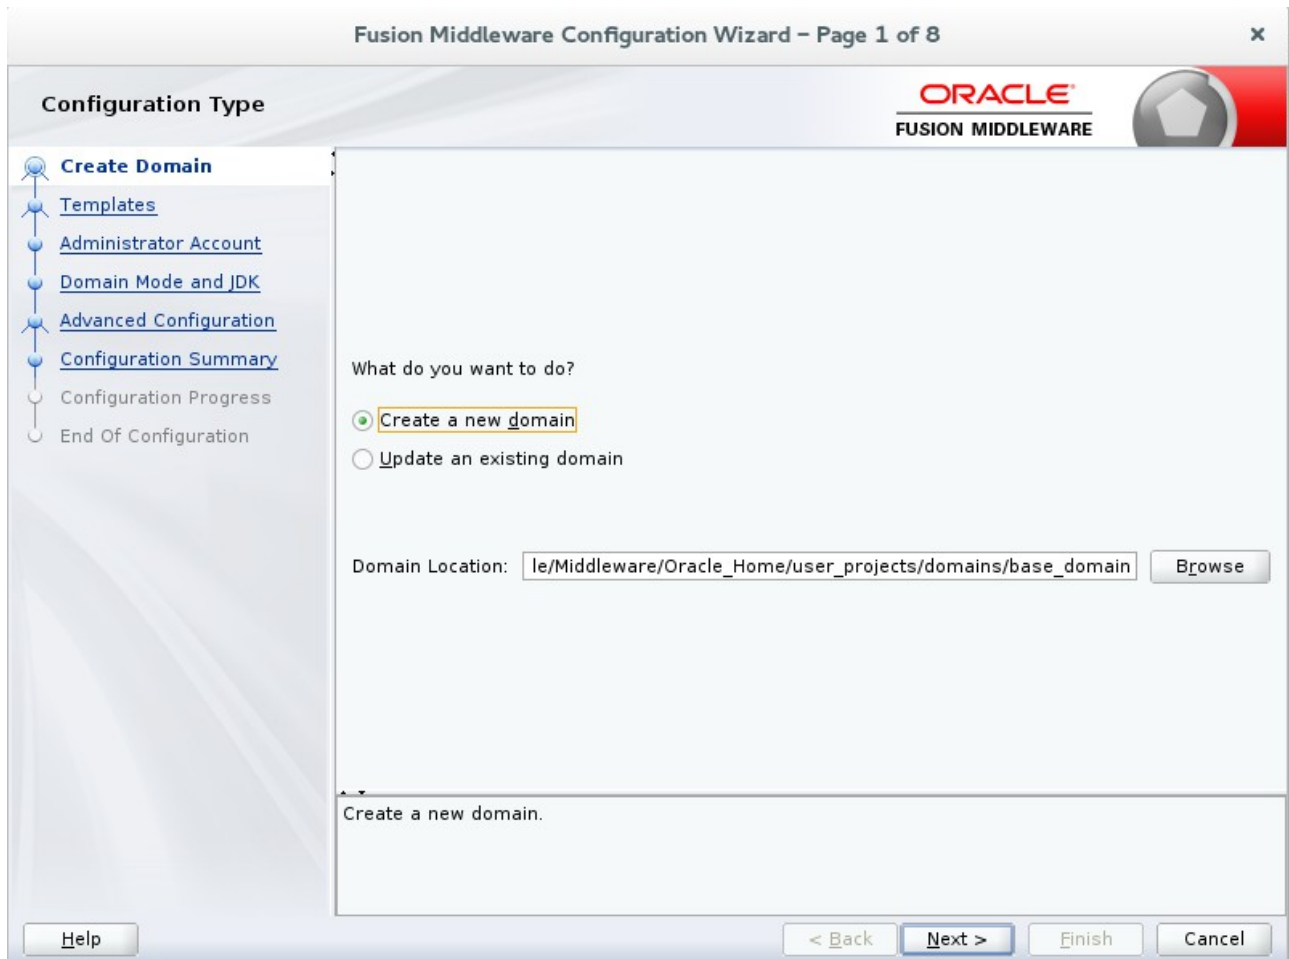 Fusion Middleware Configuration Wizard – Page 1 of 8
Configuration Type
ORACLE
FUSION MIDDLEWARE
Create Domain
Templates
Administrator Account
Domain Mode and JDK
Advanced Configuration
Configuration Summary
Configuration Progress
End Of Configuration
What do you want to do?
Create a new domain
Update an existing domain
Domain Location: le/Middleware/Oracle_Home/user_projects/domains/base_domain Browse
Create a new domain.
Help < Back Next > Finish Cancel